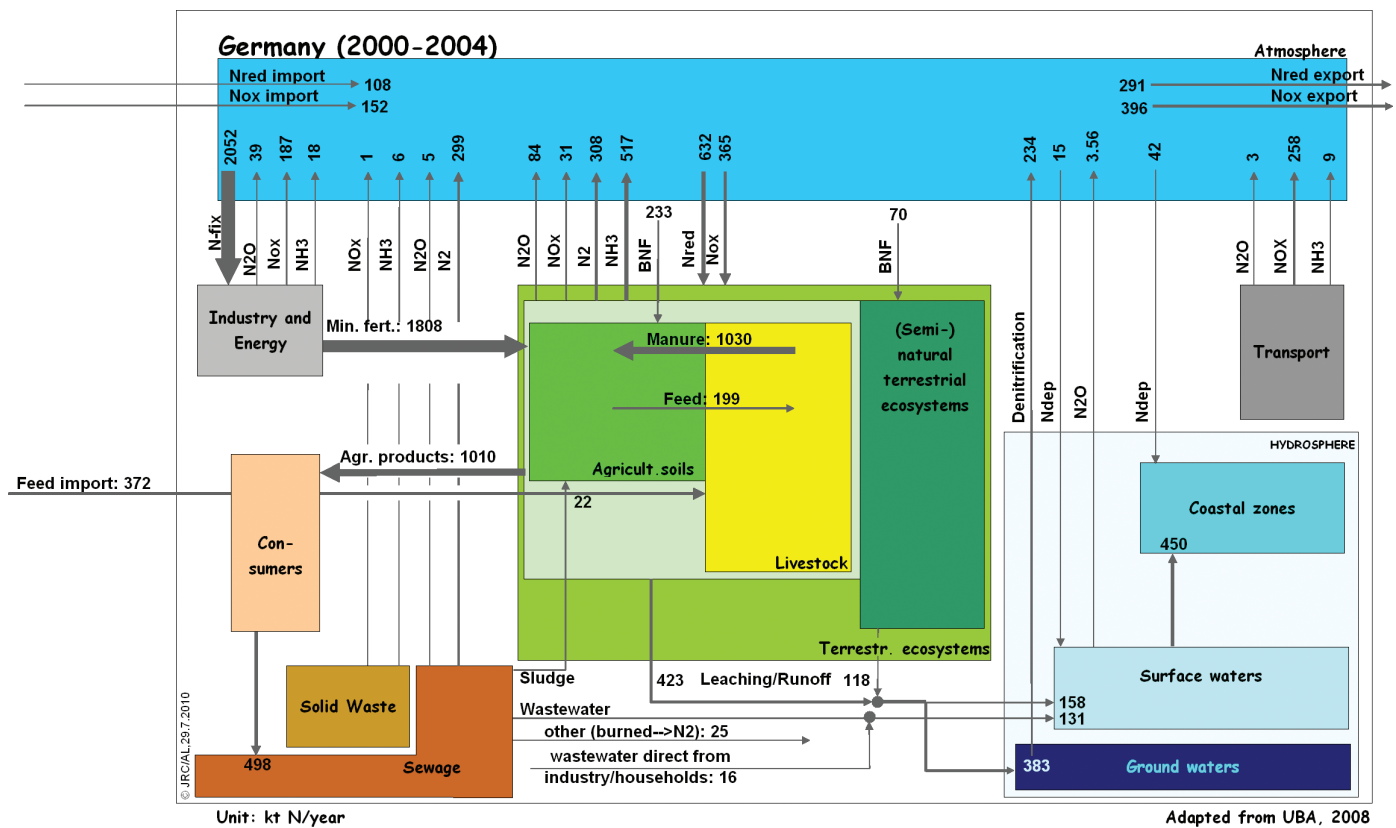 Germany (2000-2004)
Atmosphere
Nred import
108
291
Nred export
Nox import
152
396
Nox export
2052
39
187
18
1
6
5
299
84
31
308
517
632
365
234
15
3.56
42
3
258
9
N-fix
N2O
Nox
NH3
NOx
NH3
N2O
N2
N2O
NOx
N2
NH3
233
BNF
Nred
Nox
70
BNF
N2O
NOX
NH3
Industry and
Energy
Min. fert.: 1808
Manure: 1030
Feed: 199
(Semi-)
natural
terrestrial
ecosystems
Denitrification
Ndep
N2O
Ndep
Transport
HYDROSPHERE
Agr. products: 1010
Agricult.soils
Feed import: 372
22
Coastal zones
450
Con-
sumers
Livestock
Terrestr. ecosystems
Sludge
423
Leaching/Runoff
118
Surface waters
158
131
Solid Waste
Wastewater
other (burned-->N2): 25
wastewater direct from
industry/households: 16
498
Sewage
383
Ground waters
© JRC/AL,29.7.2010
Unit: kt N/year
Adapted from UBA, 2008